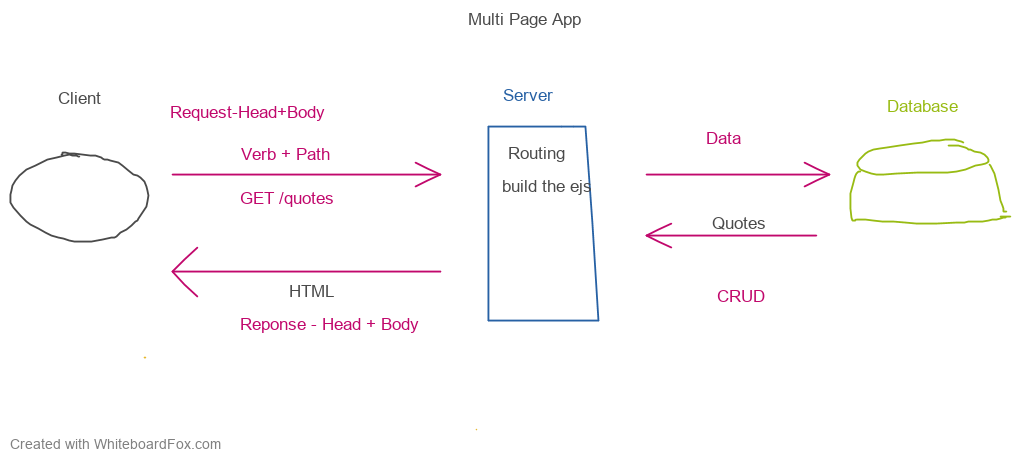 Multi Page App
Client
Request-Head+Body
Verb + Path
GET /quotes
HTML
Reponse - Head + Body
Server
Routing
build the ejs
Data
Quotes
CRUD
Database
Created with WhiteboardFox.com